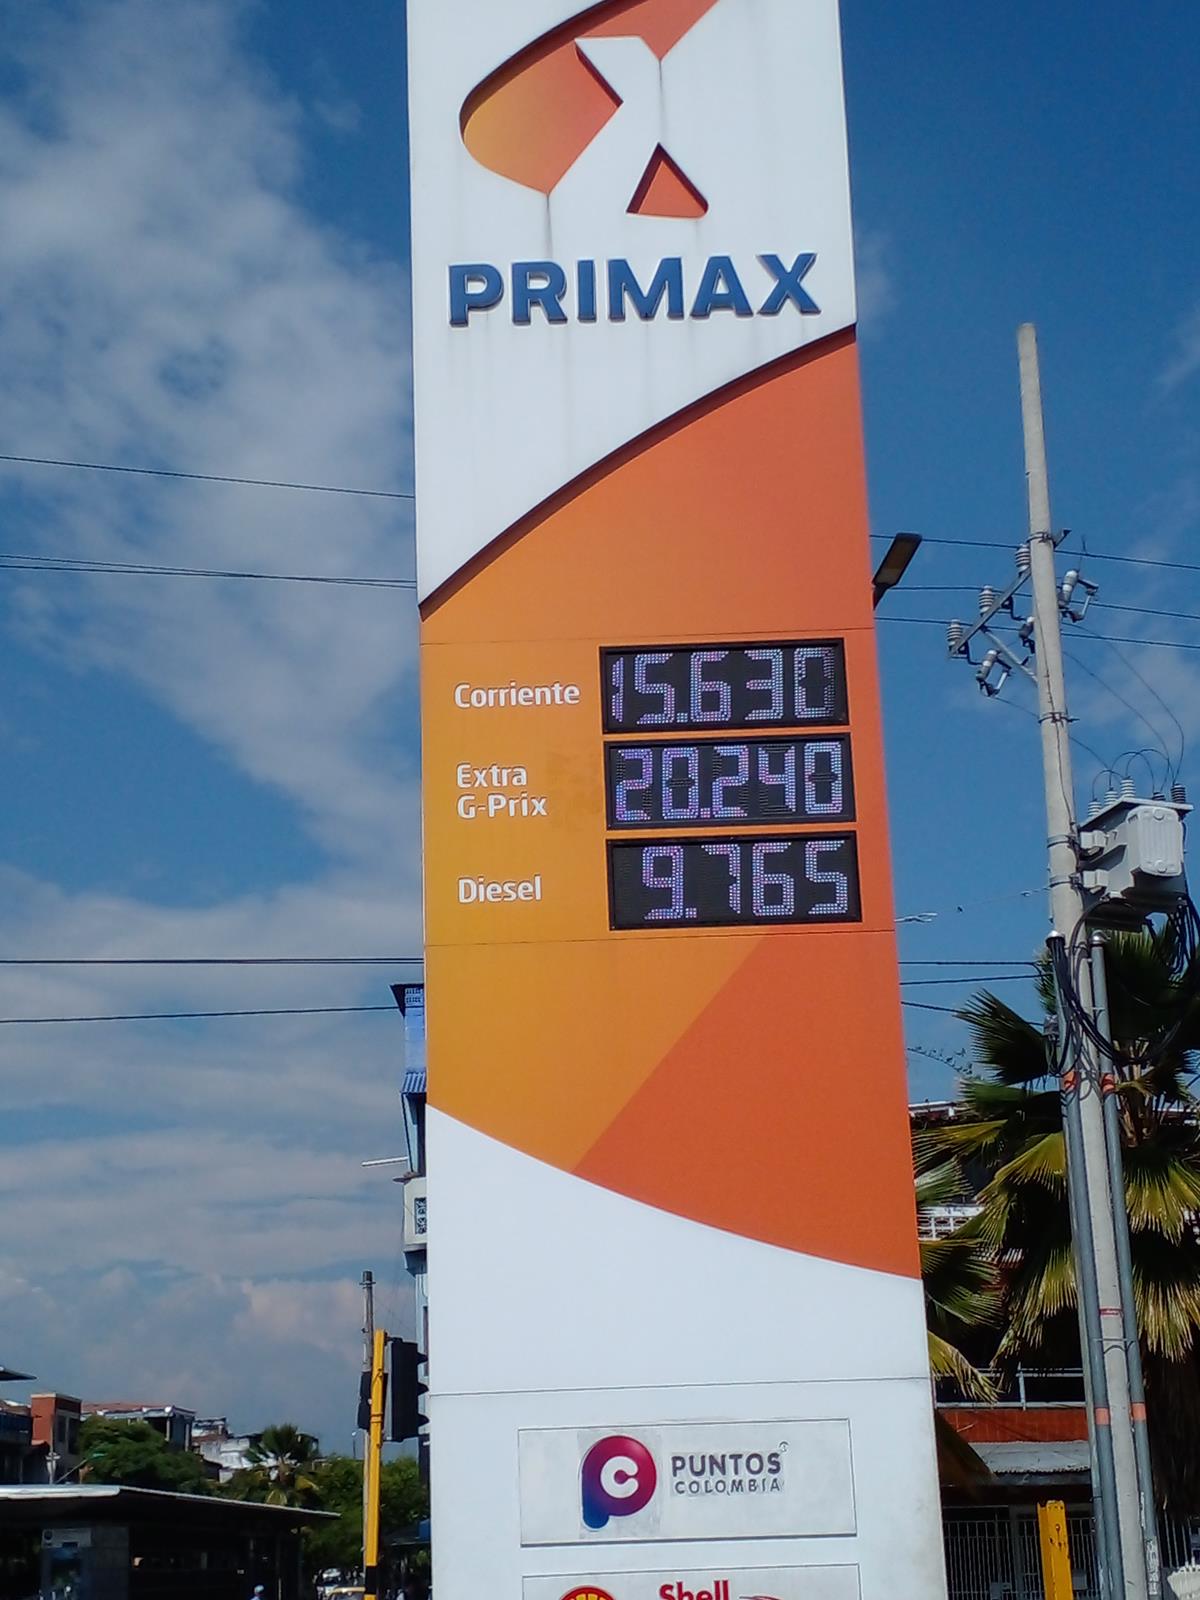 PRIMAX
Corriente 15.630
Extra
G-Prix 20.240
Diesel 9.765
PUNTOS
COLOMBIA
Shell